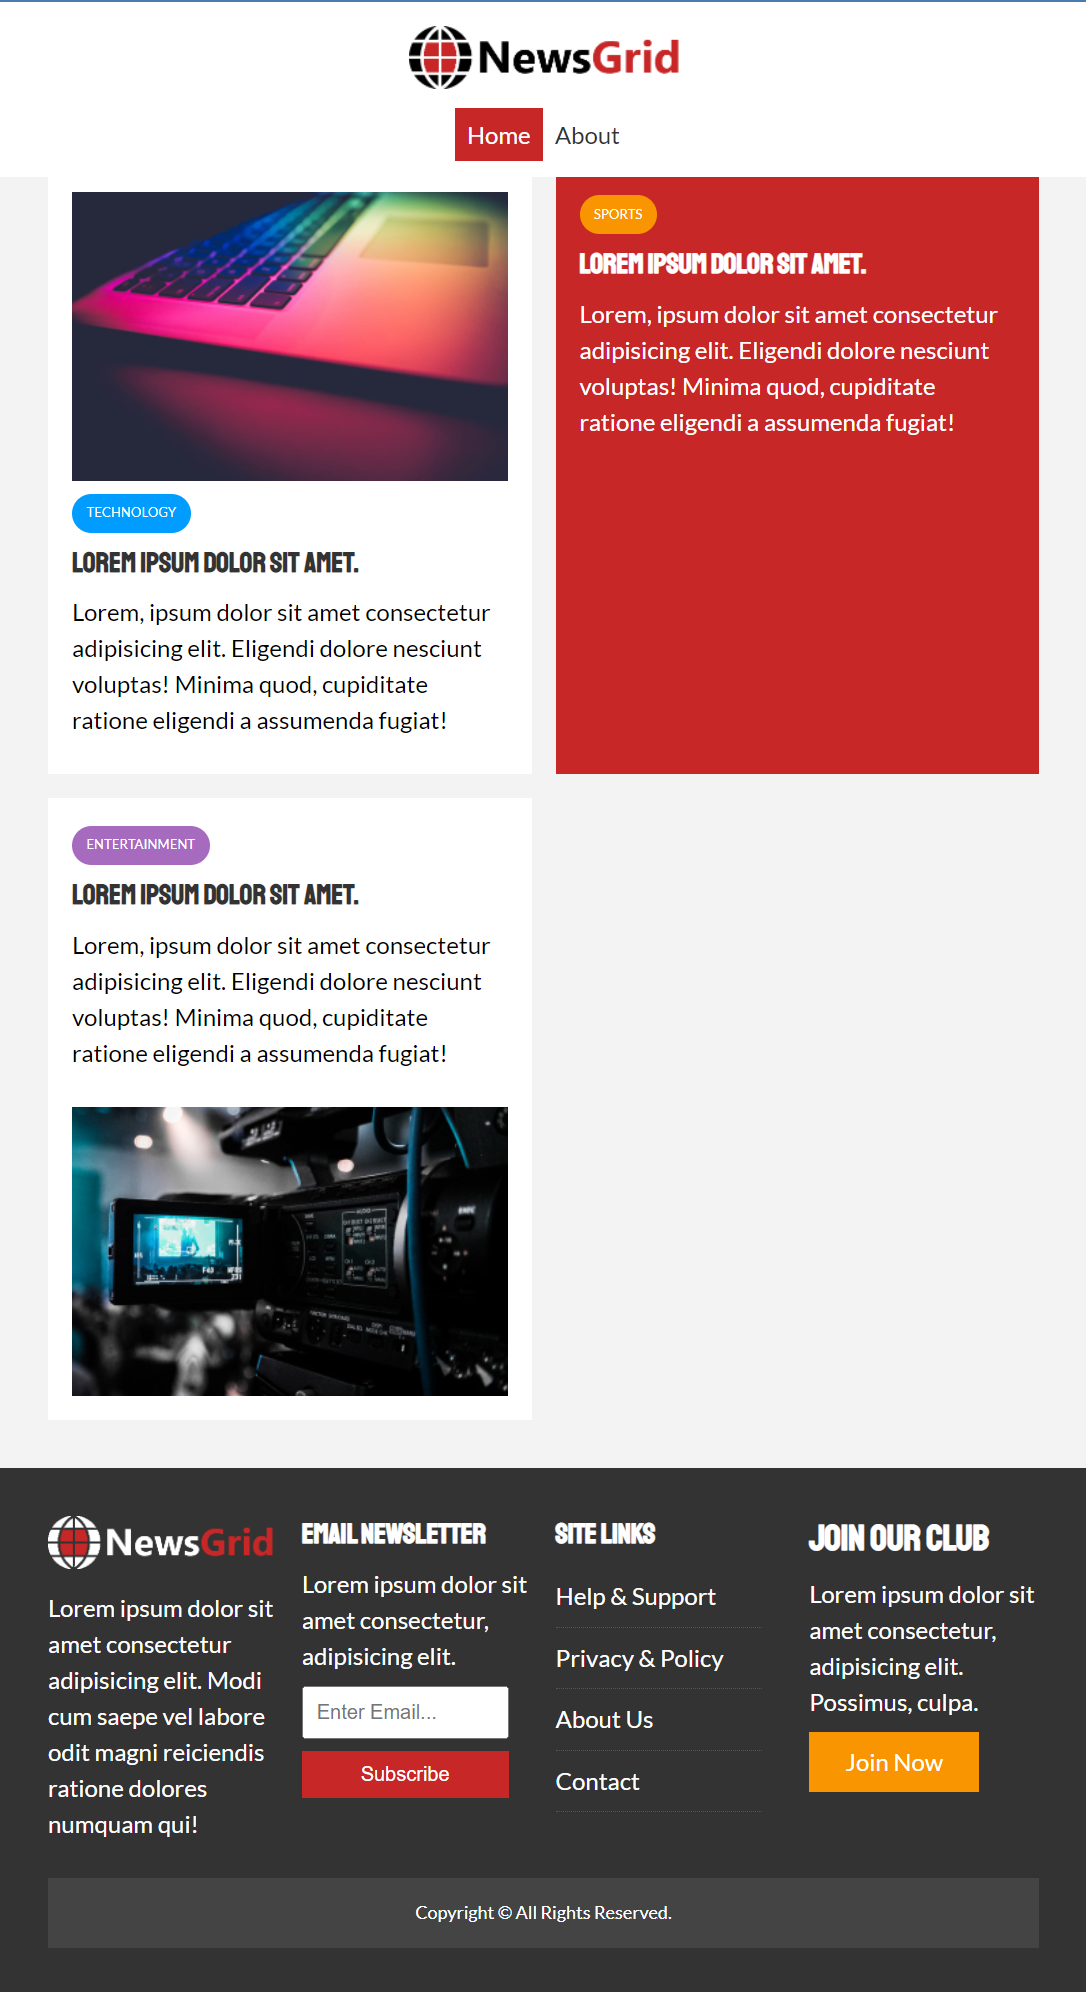 NewsGrid
Home About
TECHNOLOGY
LOREM IPSUM DOLOR SIT AMET.
Lorem, ipsum dolor sit amet consectetur
adipisicing elit. Eligendi dolore nesciunt
voluptas! Minima quod, cupiditate
ratione eligendi a assumenda fugiat!
SPORTS
LOREM IPSUM DOLOR SIT AMET.
Lorem, ipsum dolor sit amet consectetur
adipisicing elit. Eligendi dolore nesciunt
voluptas! Minima quod, cupiditate
ratione eligendi a assumenda fugiat!
ENTERTAINMENT
LOREM IPSUM DOLOR SIT AMET.
Lorem, ipsum dolor sit amet consectetur
adipisicing elit. Eligendi dolore nesciunt
voluptas! Minima quod, cupiditate
ratione eligendi a assumenda fugiat!
NewsGrid
Lorem ipsum dolor sit
amet consectetur
adipisicing elit. Modi
cum saepe vel labore
odit magni reiciendis
ratione dolores
numquam qui!
EMAIL NEWSLETTER
Lorem ipsum dolor sit
amet consectetur,
adipisicing elit.
Enter Email...
Subscribe
SITE LINKS
Help & Support
Privacy & Policy
About Us
Contact
JOIN OUR CLUB
Lorem ipsum dolor sit
amet consectetur,
adipisicing elit.
Possimus, culpa.
Join Now
Copyright © All Rights Reserved.